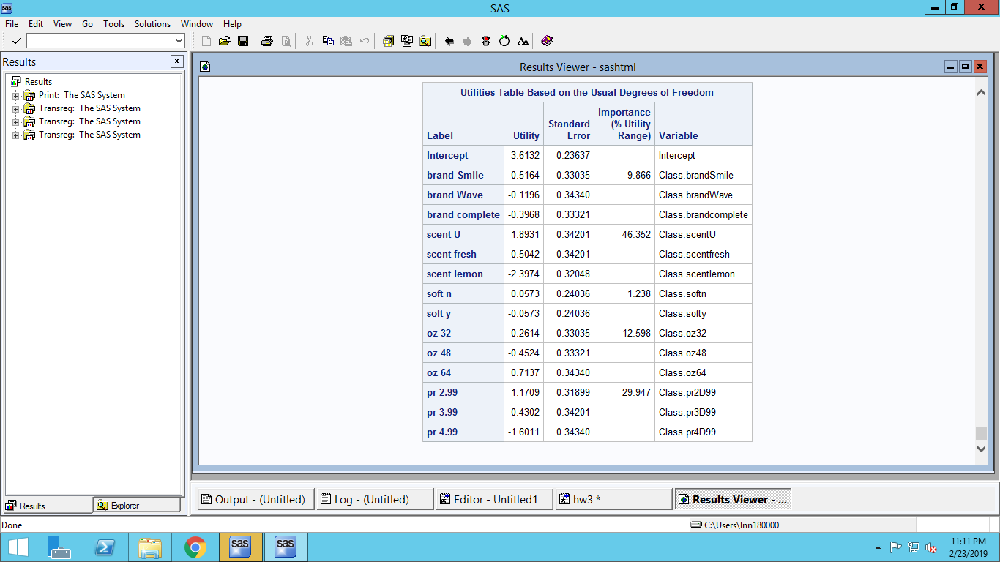 sas
SAS
File Edit View Go Tools Solutions Window Help
Results
Results
Print: The SAS System
Transreg: The SAS System
Transreg: The SAS System
Transreg: The SAS System
Results Viewer - sashtml
Utilities Table Based on the Usual Degrees of Freedom
Label Utility Standard Error Importance (% Utility Range) Variable
Intercept 3.6132 0.23637 Intercept
brand Smile 0.5164 0.33035 9.866 Class.brandSmile
brand Wave -0.1196 0.34340 Class.brandWave
brand complete -0.3968 0.33321 Class.brandcomplete
scent U 1.8931 0.34201 46.352 Class.scentU
scent fresh 0.5042 0.34201 Class.scentfresh
scent lemon -2.3974 0.32048 Class.scentlemon
soft n 0.0573 0.24036 1.238 Class.softn
soft y -0.0573 0.24036 Class.softy
oz 32 -0.2614 0.33035 12.598 Class.oz32
oz 48 -0.4524 0.33321 Class.oz48
oz 64 0.7137 0.34340 Class.oz64
pr 2.99 1.1709 0.31899 29.947 Class.pr2D99
pr 3.99 0.4302 0.34201 Class.pr3D99
pr 4.99 -1.6011 0.34340 Class.pr4D99
Results Explorer
Output - (Untitled) Log - (Untitled) Editor - Untitled1 hw3 * Results Viewer - ...
Done C:\Users\lnn180000
sas sas
11:11 PM
2/23/2019